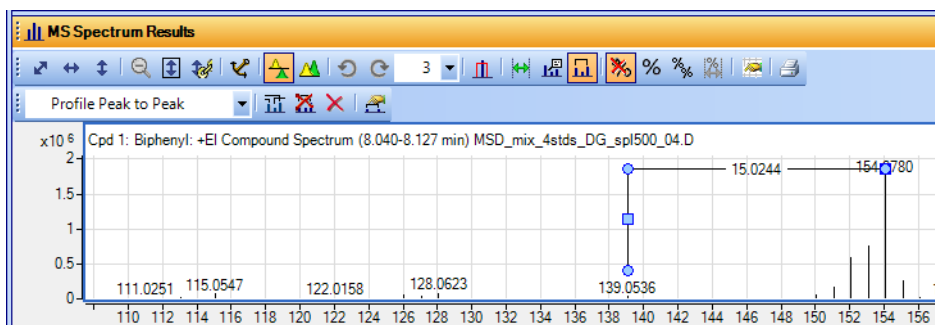 MS Spectrum Results
3
% %
Profile Peak to Peak
x10 6 Cpd 1: Biphenyl: +EI Compound Spectrum (8.040-8.127 min) MSD_mix_4stds_DG_spl500_04.D
2
15.0244
1.5
1
0.5
111.0251 115.0547 122.0158 128.0623 139.0536
0
110 112 114 116 118 120 122 124 126 128 130 132 134 136 138 140 142 144 146 148 150 152 154 156